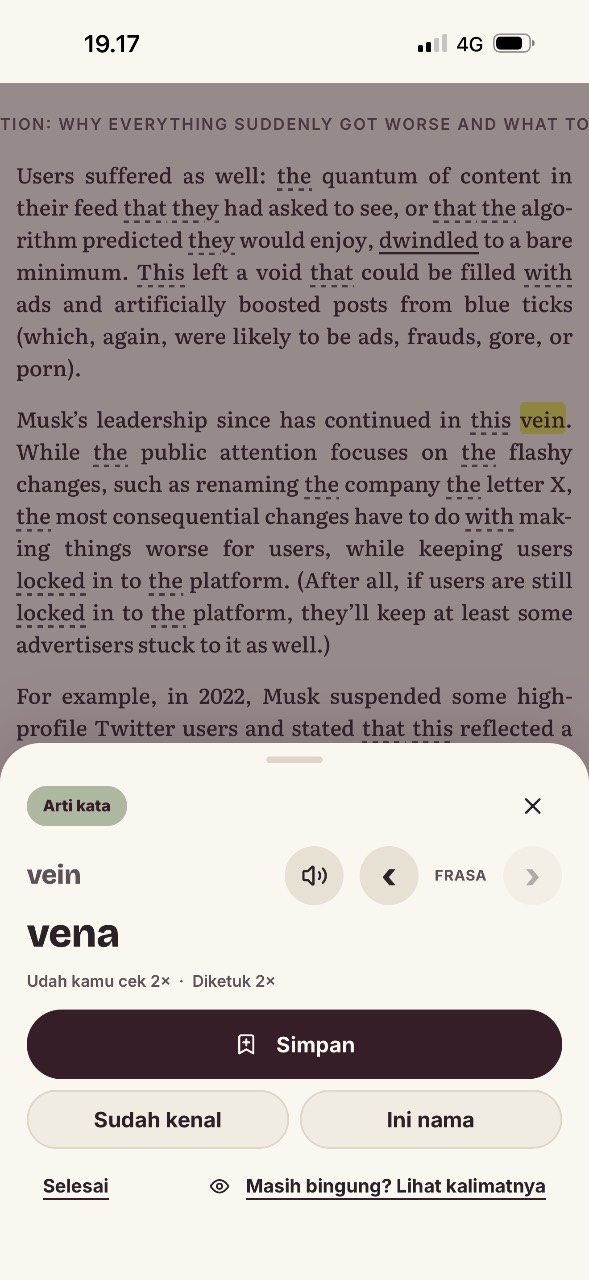 19.17
4G
TION: WHY EVERYTHING SUDDENLY GOT WORSE AND WHAT TO
Users suffered as well: the quantum of content in
their feed that they had asked to see, or that the algo-
rithm predicted they would enjoy, dwindled to a bare
minimum. This left a void that could be filled with
ads and artificially boosted posts from blue ticks
(which, again, were likely to be ads, frauds, gore, or
porn).
Musk’s leadership since has continued in this vein.
While the public attention focuses on the flashy
changes, such as renaming the company the letter X,
the most consequential changes have to do with mak-
ing things worse for users, while keeping users
locked in to the platform. (After all, if users are still
locked in to the platform, they’ll keep at least some
advertisers stuck to it as well.)
For example, in 2022, Musk suspended some high-
profile Twitter users and stated that this reflected a
Arti kata
vein
FRASA
vena
Udah kamu cek 2× · Diketuk 2×
Simpan
Sudah kenal
Ini nama
Selesai
Masih bingung? Lihat kalimatnya